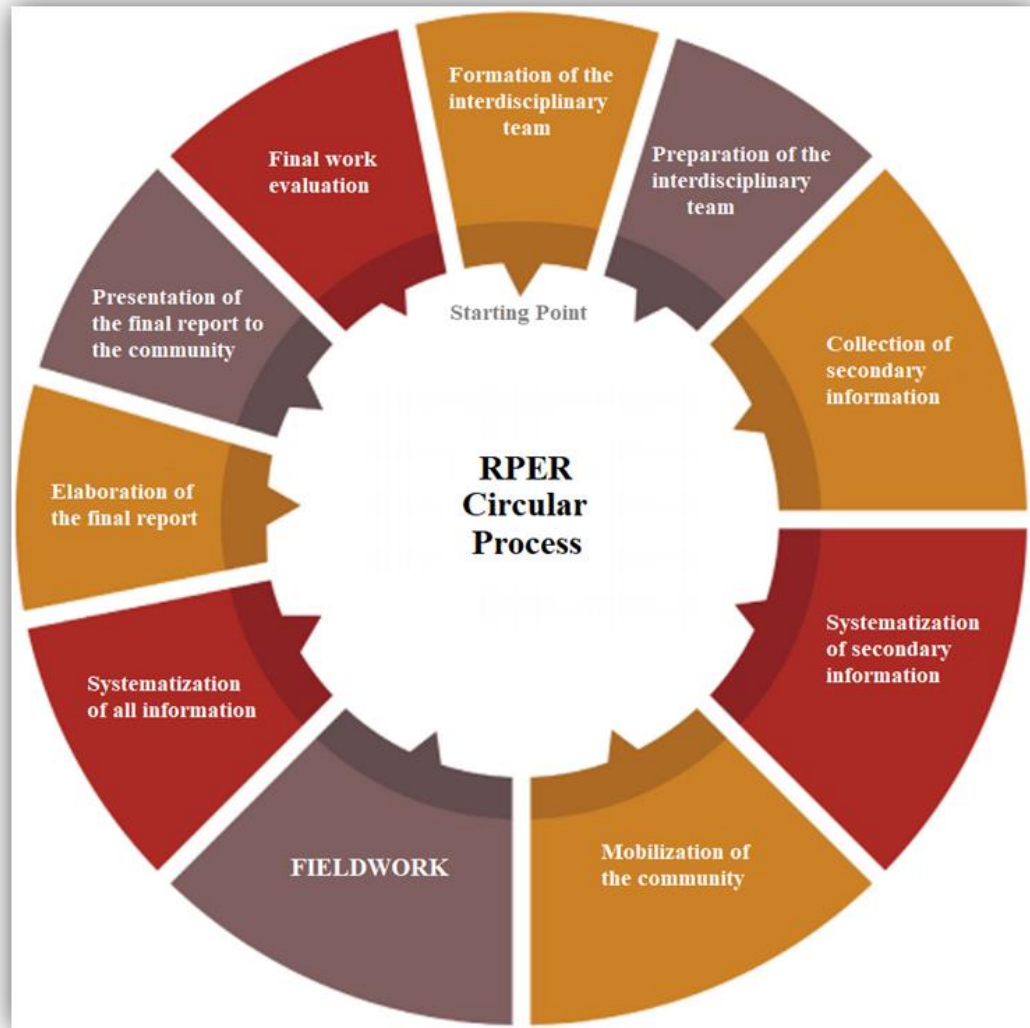 Formation of the
interdisciplinary
team
Preparation of the
interdisciplinary
team
Collection of
secondary
information
Systematization
of secondary
information
Mobilization of
the community
FIELDWORK
Systematization
of all information
Elaboration of
the final report
Presentation of
the final report to
the community
Final work
evaluation
Starting Point
RPER
Circular
Process